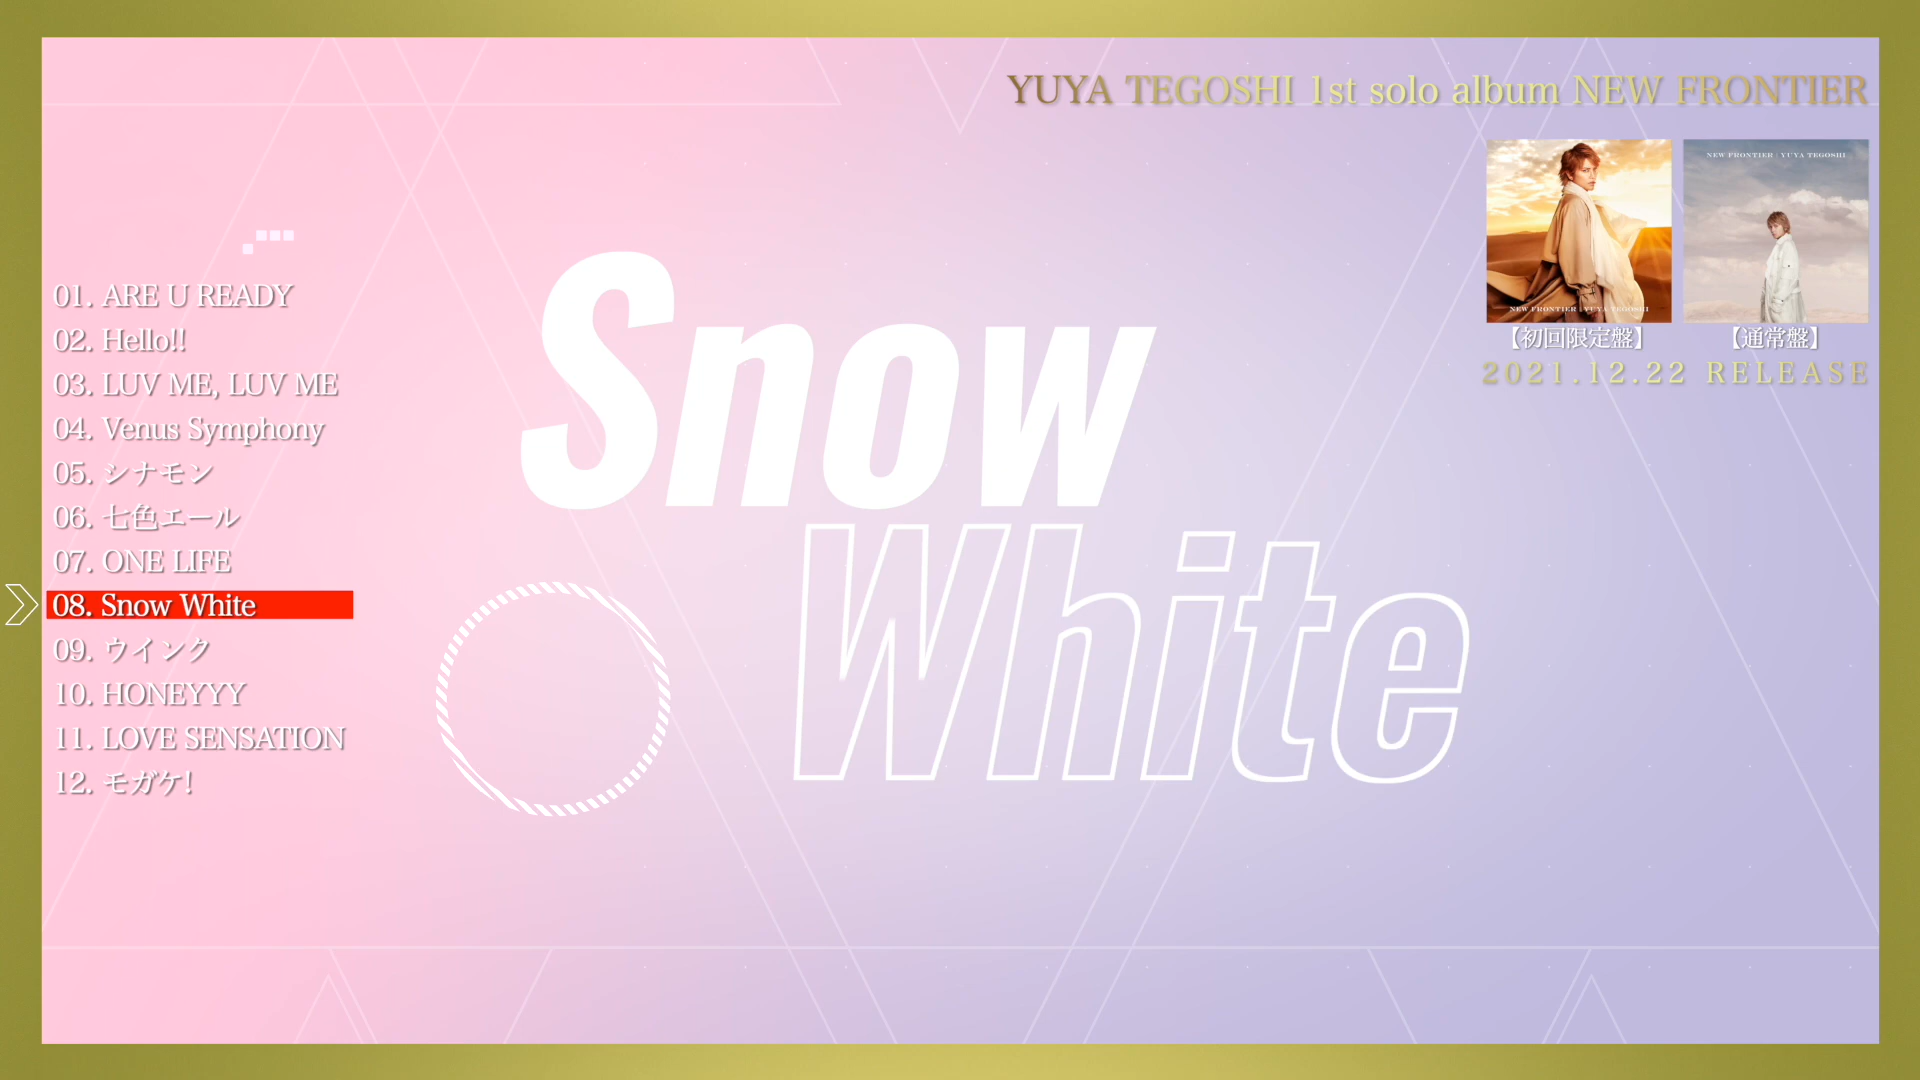 YUYA TEGOSHI 1st solo album NEW FRONTIER
NEW FRONTIER | YUYA TEGOSHI
NEW FRONTIER | YUYA TEGOSHI
【初回限定盤】
【通常盤】
2021.12.22 RELEASE
01. ARE U READY
02. Hello!!
03. LUV ME, LUV ME
04. Venus Symphony
05. シナモン
06. 七色エール
07. ONE LIFE
08. Snow White
09. ウインク
10. HONEYYY
11. LOVE SENSATION
12. モガケ!
Snow
White